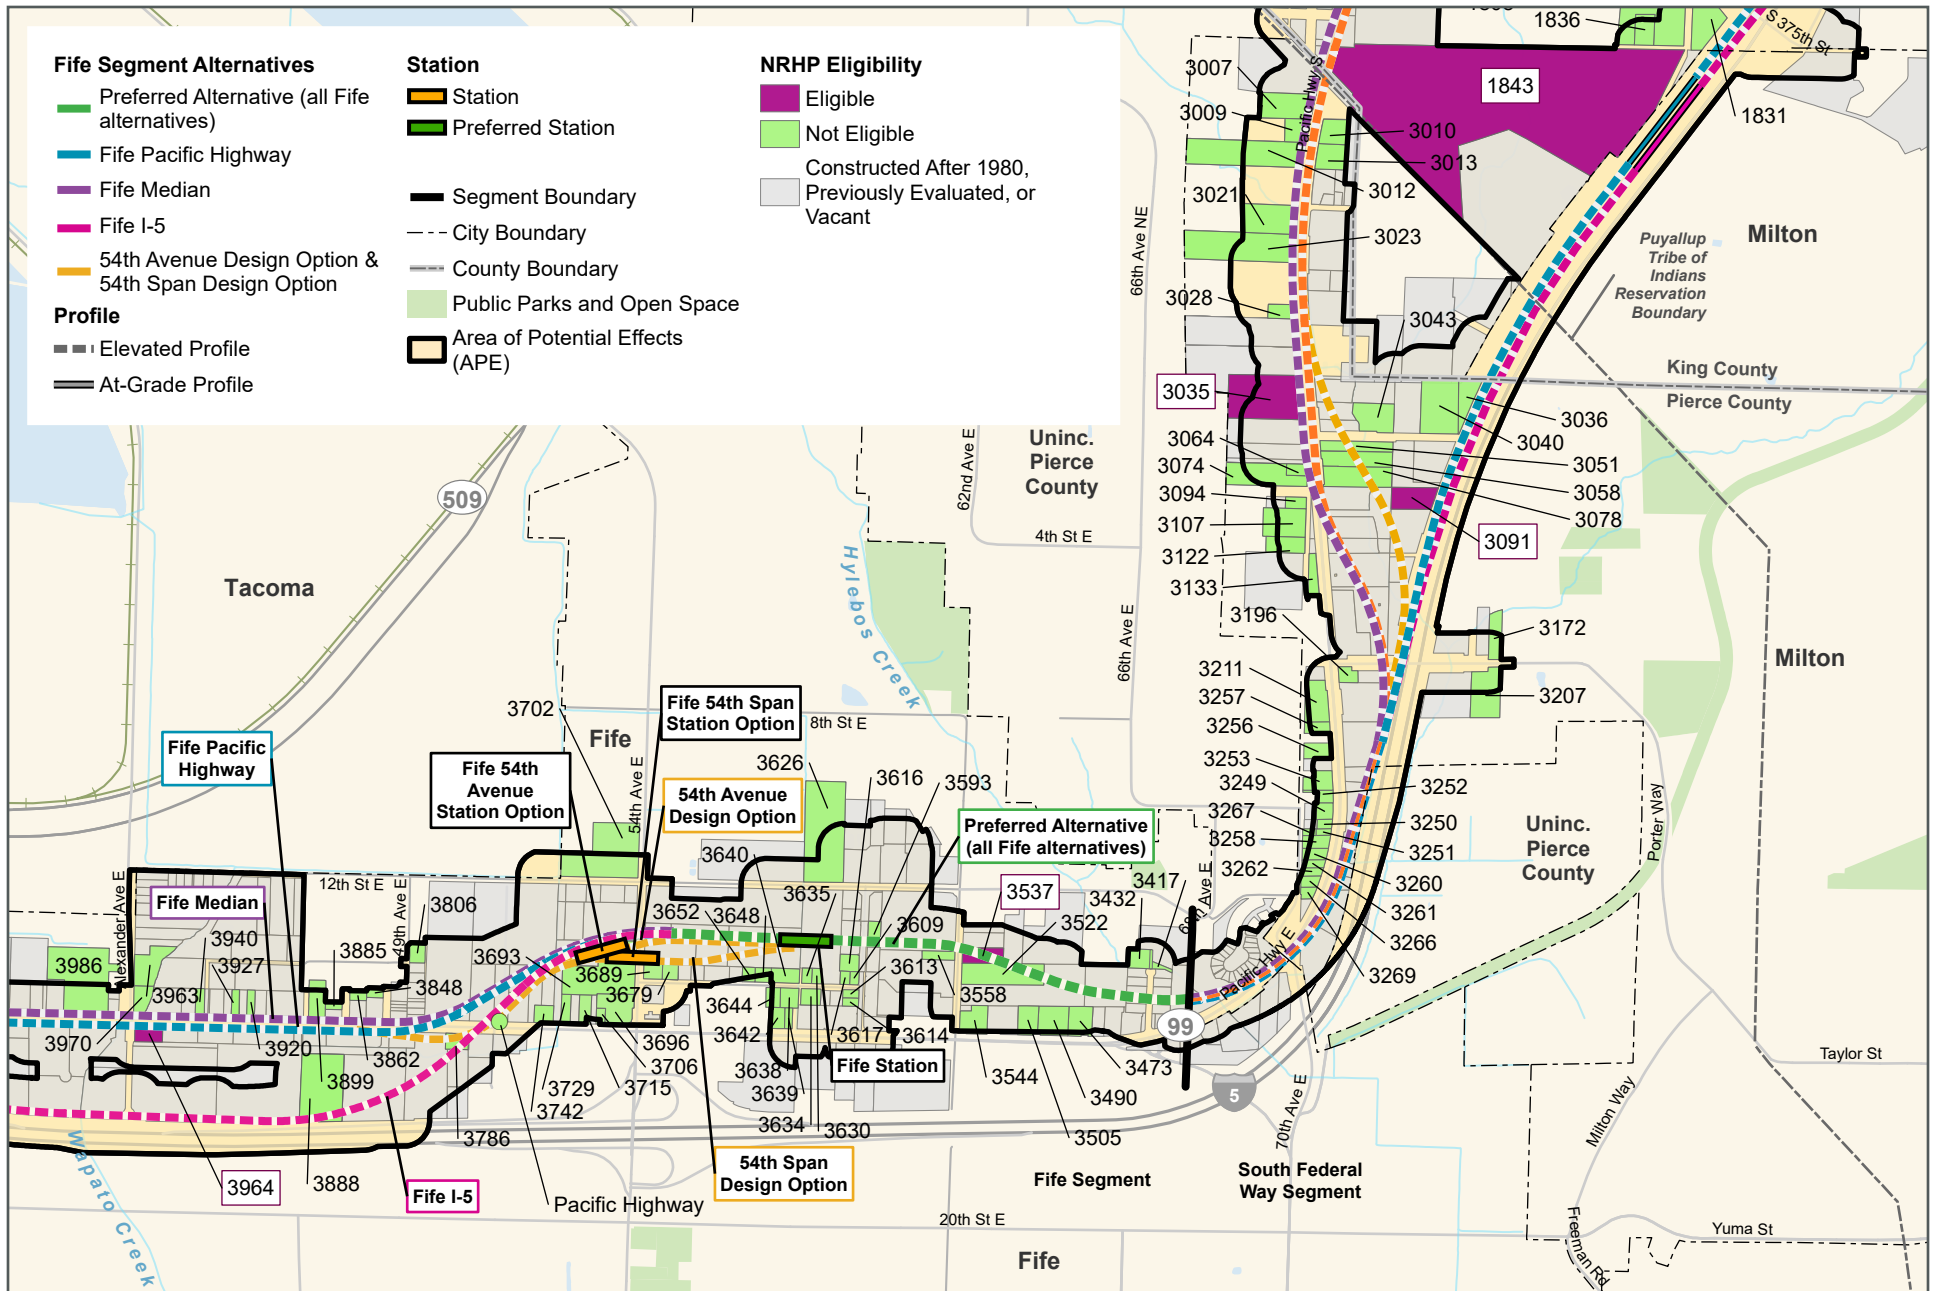 Fife Segment Alternatives
Preferred Alternative (all Fife
alternatives)
Fife Pacific Highway
Fife Median
Fife I-5
54th Avenue Design Option &
54th Span Design Option
Profile
Elevated Profile
At-Grade Profile
Station
Station
Preferred Station
Segment Boundary
City Boundary
County Boundary
Public Parks and Open Space
Area of Potential Effects
(APE)
NRHP Eligibility
Eligible
Not Eligible
Constructed After 1980,
Previously Evaluated, or
Vacant
1836
S 375th St
3007
Pacific Hwy S
1843
3009
3010
1831
3013
3012
3021
3023
66th Ave NE
Puyallup
Tribe of
Indians
Reservation
Boundary
Milton
3028
3043
King County
Pierce County
3035
3036
3040
3064
3051
3074
3058
3094
3078
3107
3091
3122
3133
3196
3172
Milton
62nd Ave E
Uninc.
Pierce
County
4th St E
509
Tacoma
Hylebos Creek
66th Ave E
3211
3207
3257
3256
3253
3249
3252
3267
3250
3258
3251
3262
3260
3261
3266
3269
Uninc.
Pierce
County
Porter Way
3702
Fife
54th Ave E
Fife 54th Span
Station Option
8th St E
Fife Pacific
Highway
Fife 54th
Avenue
Station Option
54th Avenue
Design Option
3626
3616
3593
Preferred Alternative
(all Fife alternatives)
3640
3635
3537
3432
3417
68th Ave E
12th St E
Alexander Ave E
49th Ave E
Fife Median
3806
3652
3648
3609
3522
3940
3927
3885
3693
3986
3963
3848
3689
3679
3613
3558
3644
Pacific Hwy E
99
3970
3920
3862
3899
3696
3706
3642
3617
3614
3638
Fife Station
3639
3544
3473
3490
3729
3715
3742
3634
3630
3505
3786
5
70th Ave E
Taylor St
Milton Way
3964
3888
Fife I-5
Pacific Highway
54th Span
Design Option
Fife Segment
South Federal
Way Segment
Wapato Creek
20th St E
Fife
Freeman Rd
Yuma St